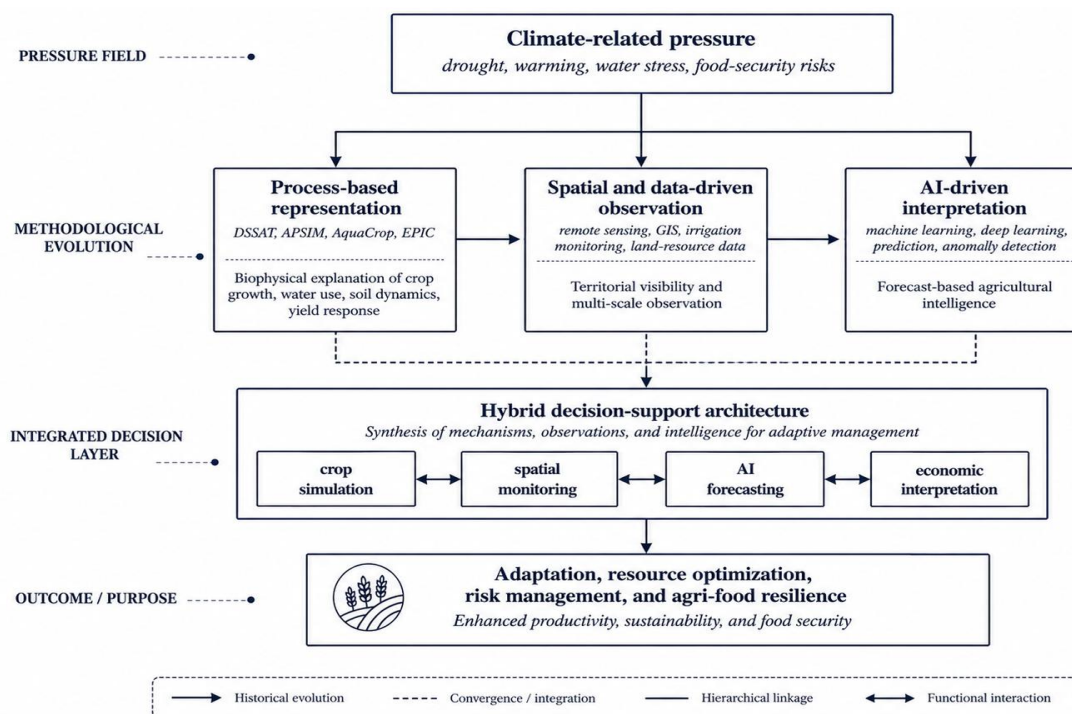 PRESSURE FIELD
Climate-related pressure
drought, warming, water stress, food-security risks
METHODOLOGICAL
EVOLUTION
Process-based
representation
DSSAT, APSIM, AquaCrop, EPIC
Biophysical explanation of crop
growth, water use, soil dynamics,
yield response
Spatial and data-driven
observation
remote sensing, GIS, irrigation
monitoring, land-resource data
Territorial visibility and
multi-scale observation
AI-driven
interpretation
machine learning, deep learning,
prediction, anomally detection
Forecast-based agricultural
intelligence
INTEGRATED DECISION
LAYER
Hybrid decision-support architecture
Synthesis of mechanisms, observations, and intelligence for adaptive management
crop
simulation
spatial
monitoring
AI
forecasting
economic
interpretation
OUTCOME / PURPOSE
Adaptation, resource optimization,
risk management, and agri-food resilience
Enhanced productivity, sustainability, and food security
Historical evolution
Convergence / integration
Hierarchical linkage
Functional interaction